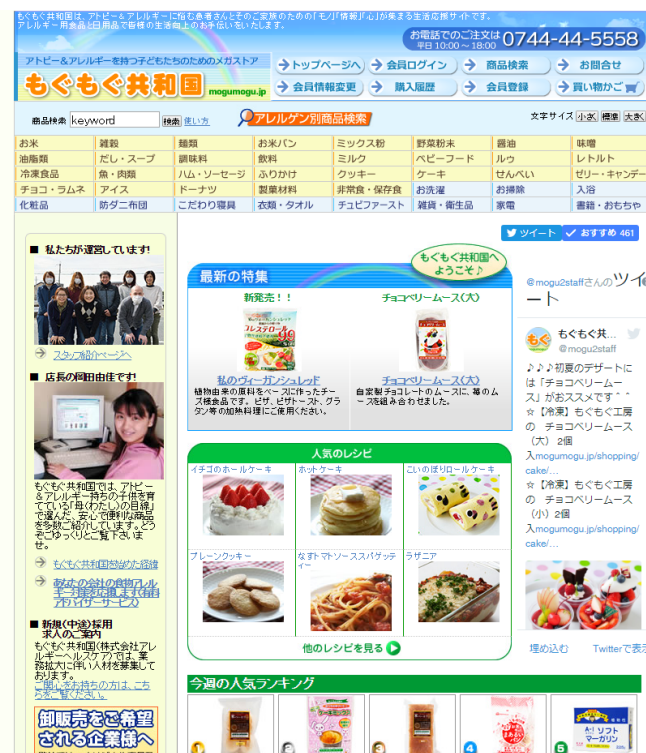 もぐもぐ共和国は、アトピー＆アレルギーに悩む患者さんとそのご家族のための「モノ」「情報」「心」が集まる生活応援サイトです。
アレルギー用食品と日用品で皆様の生活向上のお手伝いをいたします。
お電話でのご注文は 0744-44-5558
平日10:00～18:00
アトピー＆アレルギーを持つ子どもたちのためのメガストア
もぐもぐ共和国 mogumogu.jp
トップページへ 会員ログイン 商品検索 お問合せ
会員情報変更 購入履歴 会員登録 買い物かご
商品検索 keyword 検索 使い方 アレルゲン別商品検索 文字サイズ 小さく 標準 大きく
お米 雑穀 麺類 お米パン ミックス粉 野菜粉末 醤油 味噌
油脂類 だし・スープ 調味料 飲料 ミルク ベビーフード ルウ レトルト
冷凍食品 魚・肉類 ハム・ソーセージ ふりかけ クッキー ケーキ せんべい ゼリー・キャンデー
チョコ・ラムネ アイス ドーナツ 製菓材料 非常食・保存食 お洗濯 お掃除 入浴
化粧品 防ダニ布団 こだわり寝具 衣類・タオル チュビファースト 雑貨・衛生品 家電 書籍・おもちゃ
ツイート おすすめ 461
■ 私たちが運営しています!
スタッフ紹介ページへ
■ 店長の岡田由佳です!
もぐもぐ共和国では、アトピー
＆アレルギー持ちの子供を育
てている「母(わたし)の目線」
で選んだ、安心で便利な商品
を多数ご紹介しています。どう
ぞごゆっくりとご覧下さいま
せ。
もぐもぐ共和国を始めた経緯
あなたの会社の食物アレル
ギー対策を応援します(有料
アドバイザーサービス)
■ 新規(中途)採用
求人のご案内
もぐもぐ共和国(株式会社アレ
ルギーヘルスケア)では、業
務拡大に伴い人材を募集して
おります。
ご関心をお持ちの方は、こち
らをご覧ください。
卸販売をご希望
される企業様へ
最新の特集
もぐもぐ共和国へ
ようこそ♪
新発売！！
私のヴィーガンシュレッド
植物由来の原料をベースに作ったチー
ズ様食品です。ピザ、ピザトースト、グラ
タン等の加熱料理にご使用ください。
チョコベリームース(大)
チョコベリームース(大)
自家製チョコレートのムースに、苺のム
ースを組み合わせました。
人気のレシピ
イチゴのホールケーキ ホットケーキ こいのぼりロールケーキ
プレーンクッキー なすトマトソーススパゲッティー ラザニア
他のレシピを見る
今週の人気ランキング
1 2 3 4 5
ソフト
マーガリン
@mogu2staffさんのツイ
ート
もぐもぐ共...
@mogu2staff
♪♪♪初夏のデザートに
は「チョコベリームー
ス」がおススメです＾＾
☆【冷凍】もぐもぐ工房
の チョコベリームース
（大） 2個
入mogumogu.jp/shopping/
cake/…
☆【冷凍】もぐもぐ工房
の チョコベリームース
（小）2個
入mogumogu.jp/shopping/
cake/…
埋め込む Twitterで表示